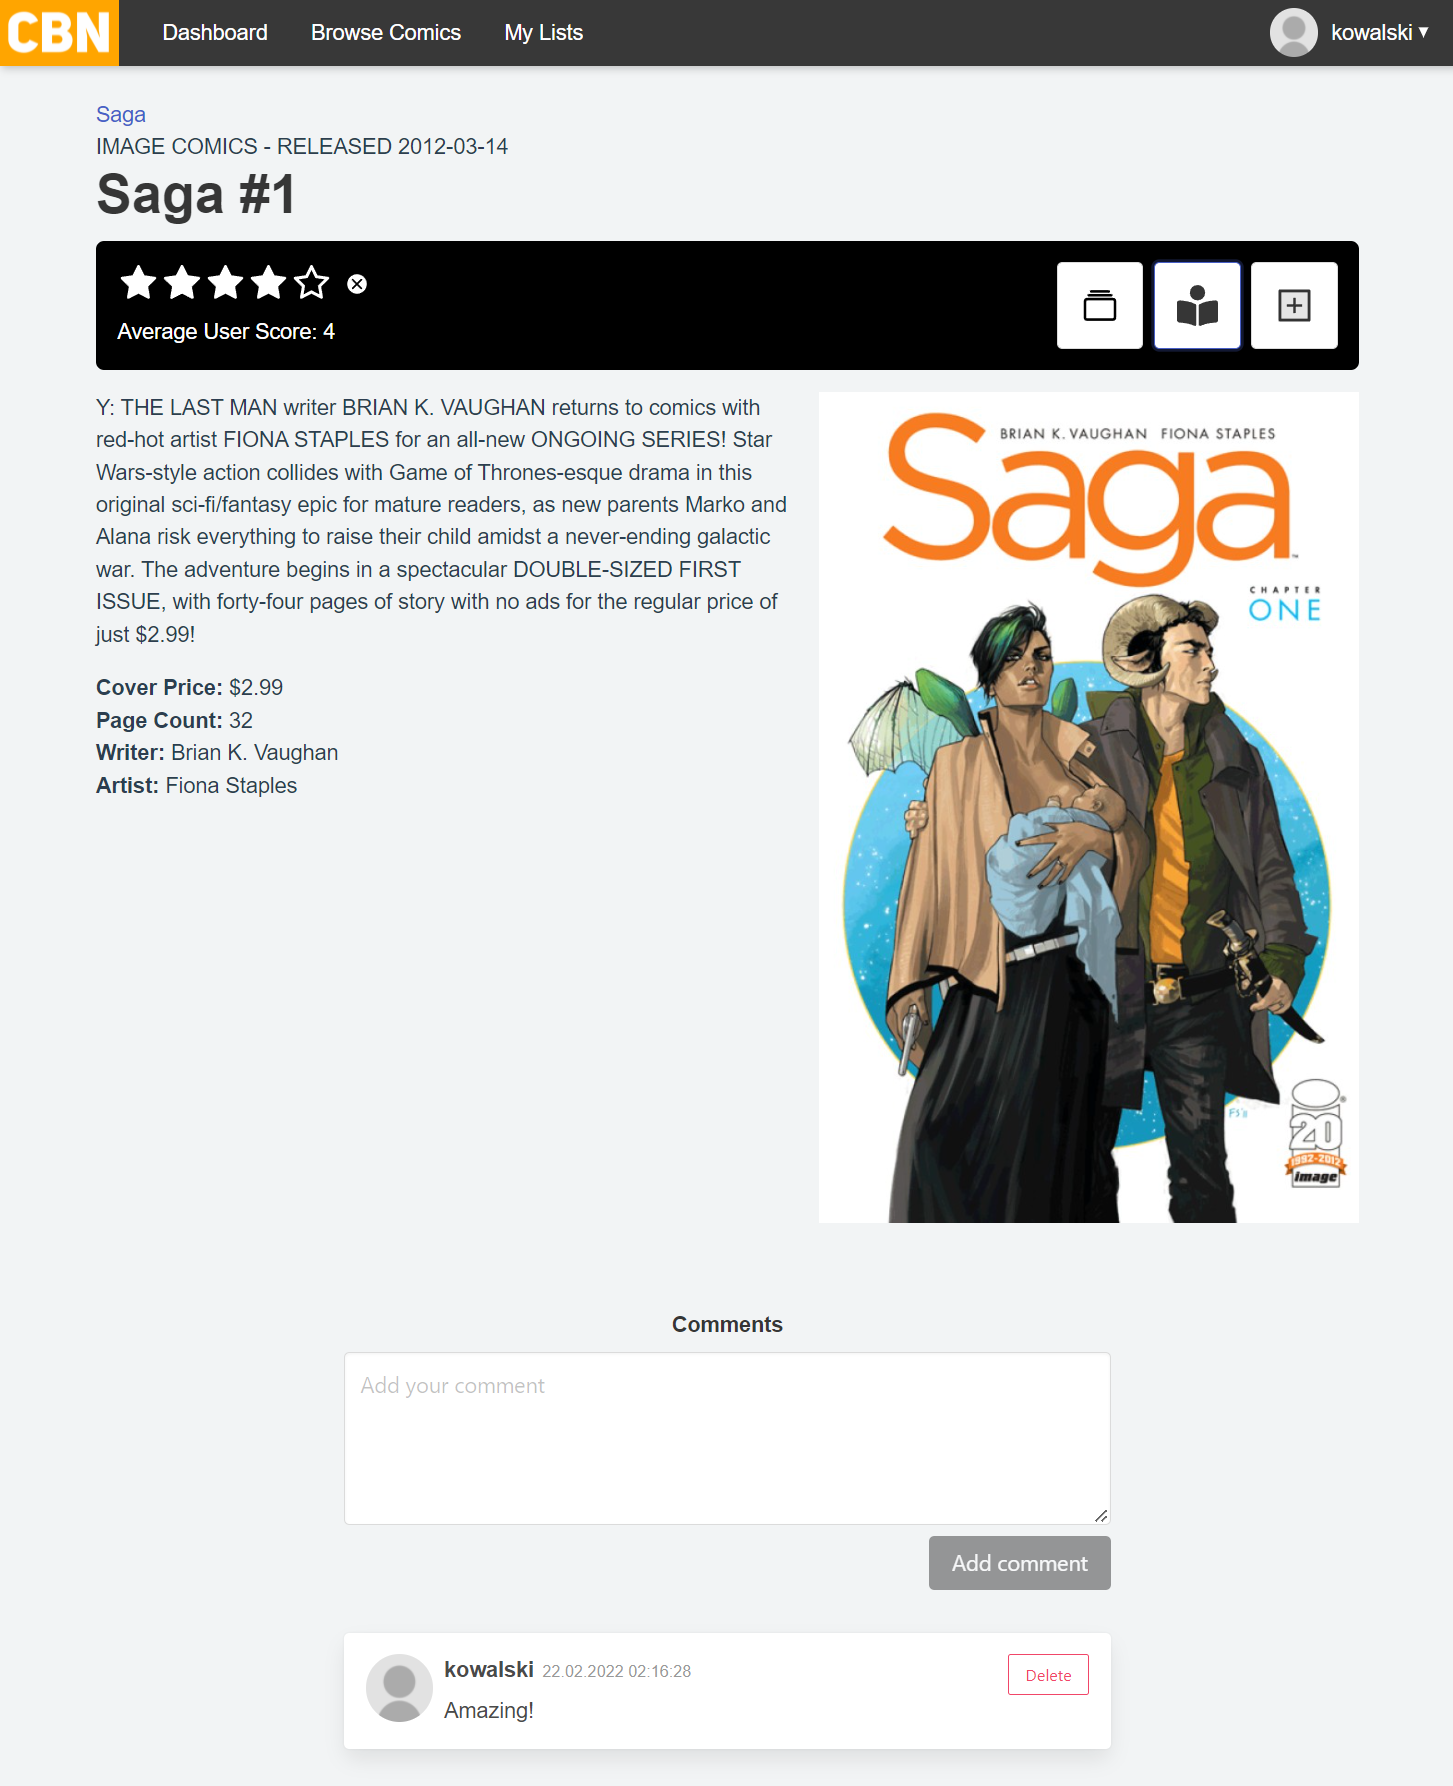 CBN Dashboard Browse Comics My Lists kowalski ▾
Saga
IMAGE COMICS - RELEASED 2012-03-14
Saga #1
Average User Score: 4
Y: THE LAST MAN writer BRIAN K. VAUGHAN returns to comics with
red-hot artist FIONA STAPLES for an all-new ONGOING SERIES! Star
Wars-style action collides with Game of Thrones-esque drama in this
original sci-fi/fantasy epic for mature readers, as new parents Marko and
Alana risk everything to raise their child amidst a never-ending galactic
war. The adventure begins in a spectacular DOUBLE-SIZED FIRST
ISSUE, with forty-four pages of story with no ads for the regular price of
just $2.99!
Cover Price: $2.99
Page Count: 32
Writer: Brian K. Vaughan
Artist: Fiona Staples
BRIAN K. VAUGHAN FIONA STAPLES
Saga™
CHAPTER
ONE
FS'11
20
1992-2012
image
Comments
Add your comment
Add comment
kowalski 22.02.2022 02:16:28
Delete
Amazing!